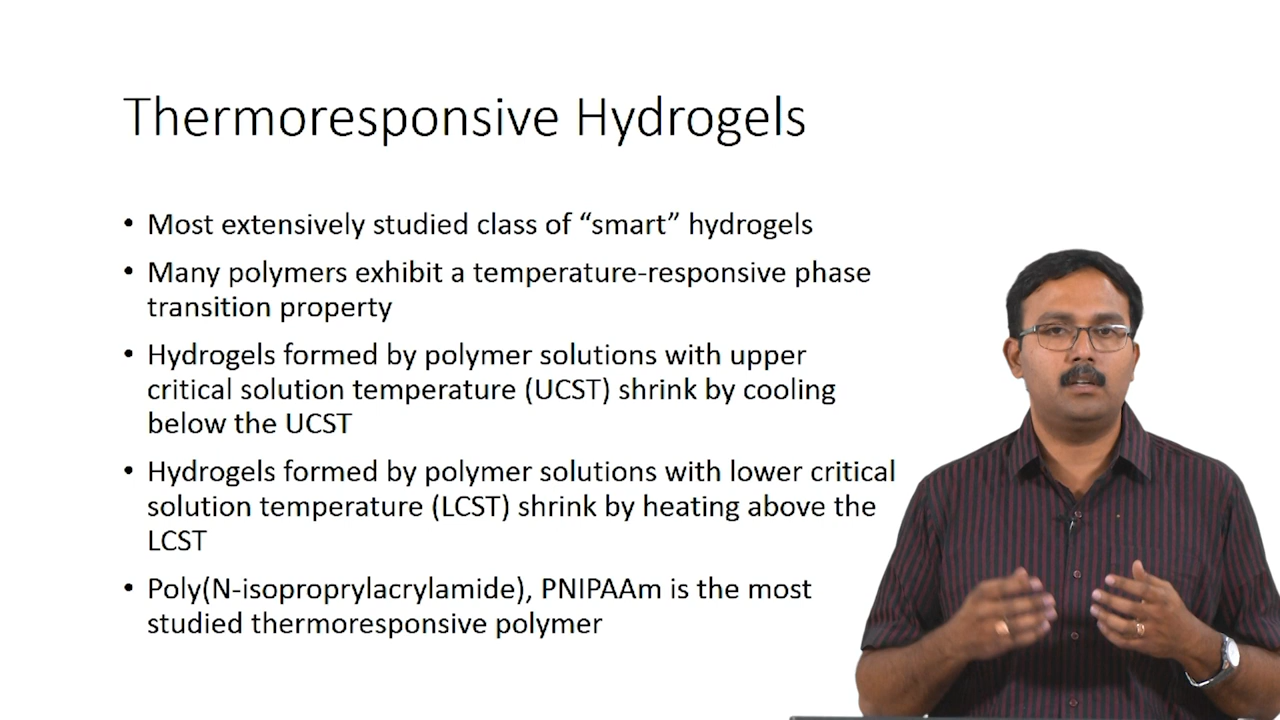 Thermoresponsive Hydrogels
• Most extensively studied class of “smart” hydrogels
• Many polymers exhibit a temperature-responsive phase
transition property
• Hydrogels formed by polymer solutions with upper
critical solution temperature (UCST) shrink by cooling
below the UCST
• Hydrogels formed by polymer solutions with lower critical
solution temperature (LCST) shrink by heating above the
LCST
• Poly(N-isoproprylacrylamide), PNIPAAm is the most
studied thermoresponsive polymer